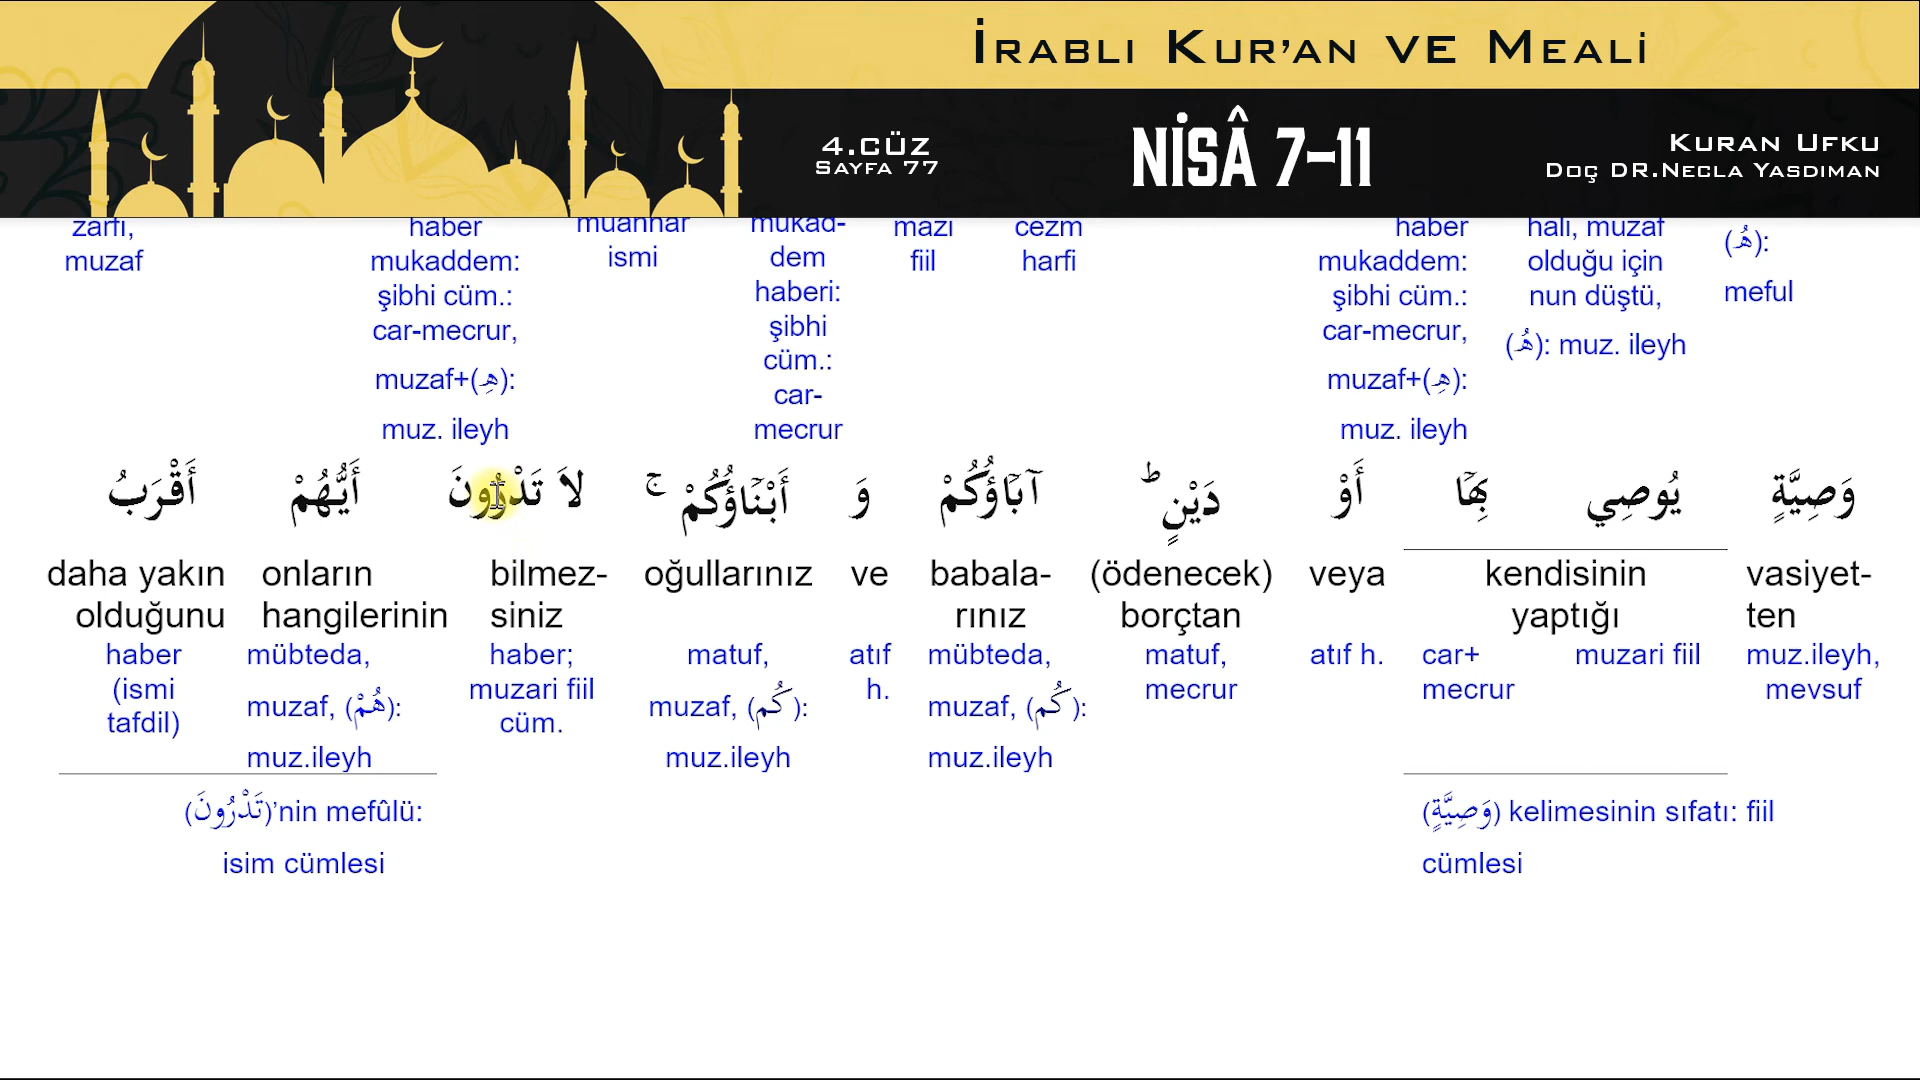 İRABLI KUR'AN VE MEALİ
4.CÜZ
SAYFA 77
NİSÂ 7-11
KURAN UFKU
DOÇ DR.NECLA YASDIMAN
zarfı, haber muahhar mukad- mazi cezm haber hali, muzaf (هُ):
muzaf mukaddem: ismi dem fiil harfi mukaddem: olduğu için meful
şibhi cüm.: haberi: şibhi cüm.: nun düştü,
car-mecrur, şibhi car-mecrur, (هُ): muz. ileyh
muzaf+(هِ): cüm.: muzaf+(هِ):
muz. ileyh car- muz. ileyh
mecrur
وَصِيَّةٍ يُوصِي بِهَٓا أَوْ دَيْنٍ ط آبَٓاؤُكُمْ وَ أَبْنَٓاؤُكُمْ ج لاَ تَدْرُونَ أَيُّهُمْ أَقْرَبُ
daha yakın onların bilmez- oğullarınız ve babala- (ödenecek) veya kendisinin vasiyet-
olduğunu hangilerinin siniz rınız borçtan yaptığı ten
haber mübteda, haber; matuf, atıf mübteda, matuf, atıf h. car+ muzari fiil muz.ileyh,
(ismi muzaf, (هُمْ): muzari fiil muzaf, (كُم): h. muzaf, (كُم): mecrur mecrur mevsuf
tafdil) muz.ileyh cüm. muz.ileyh muz.ileyh
(تَدْرُونَ)'nin mefûlü: (وَصِيَّةٍ) kelimesinin sıfatı: fiil
isim cümlesi cümlesi